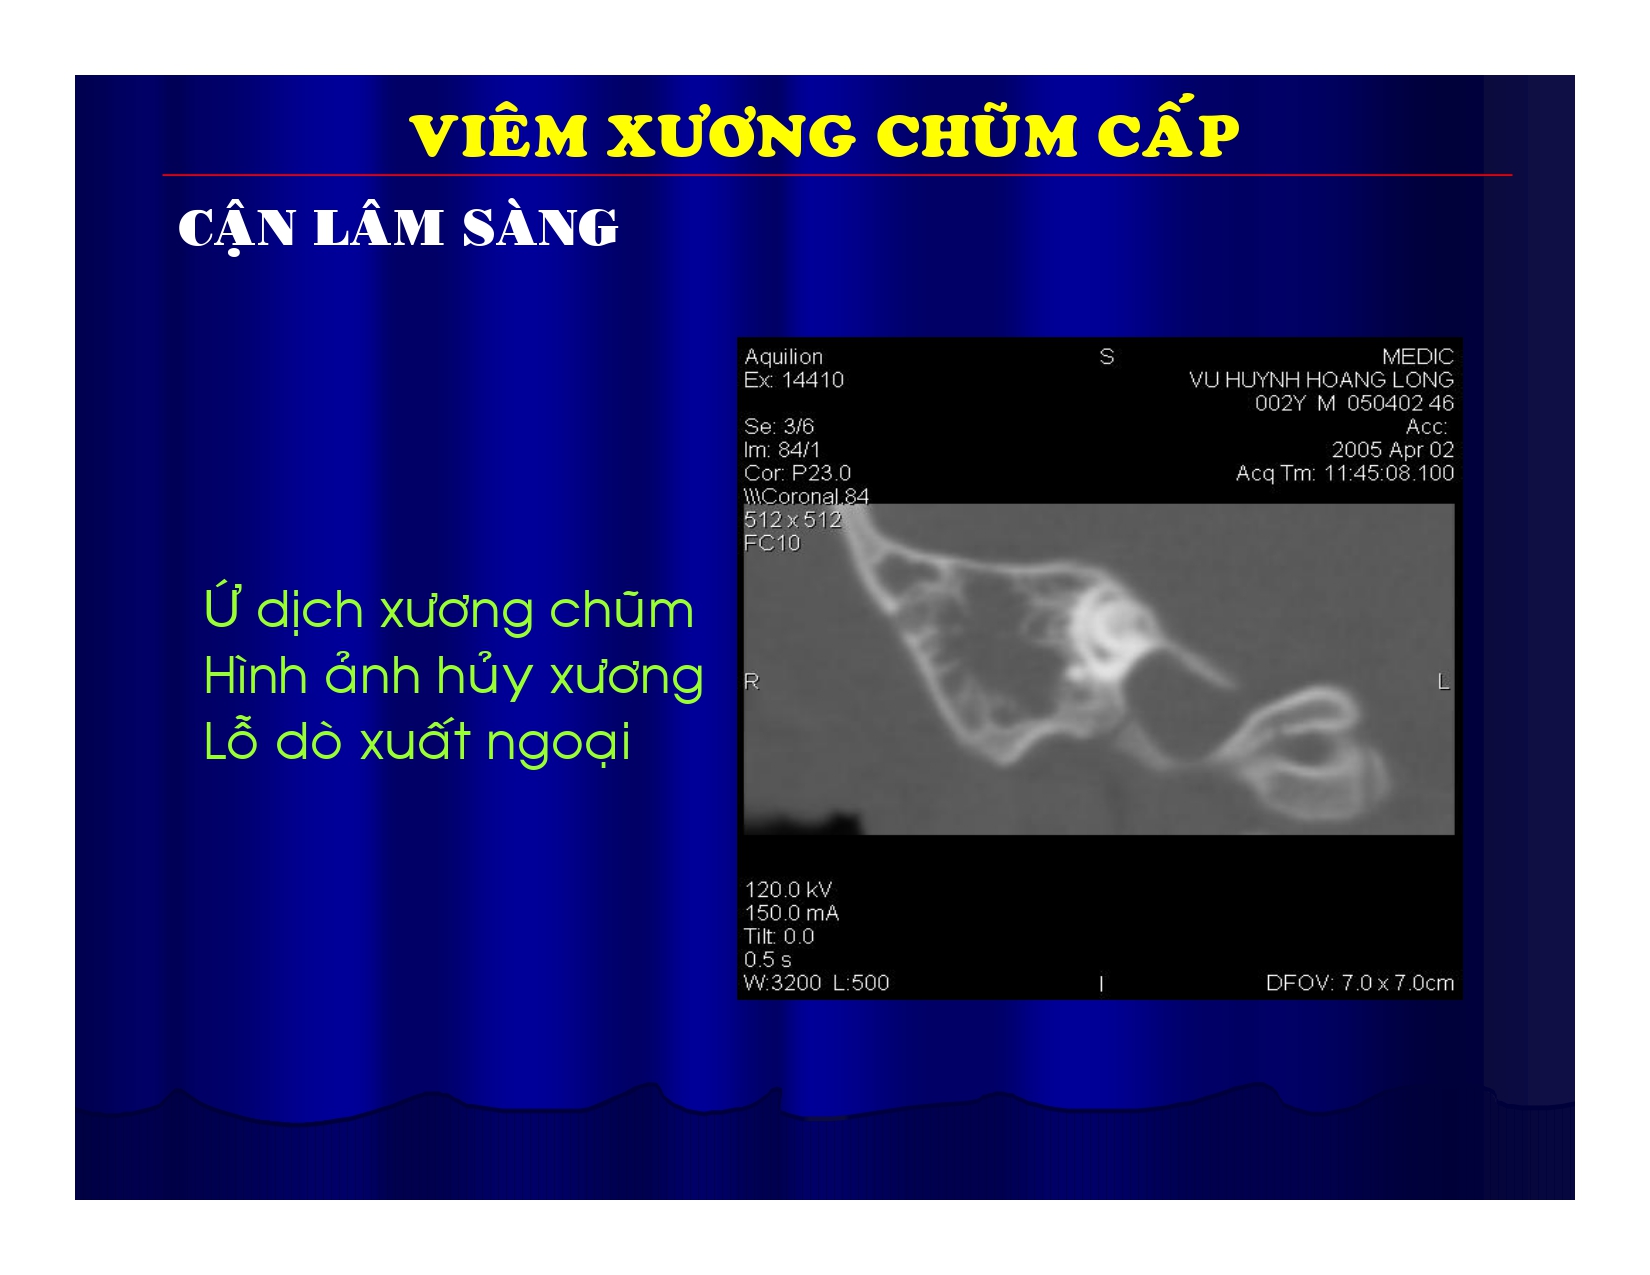 VIÊM XƯƠNG CHŨM CẤP
CẬN LÂM SÀNG
Ứ dịch xương chũm
Hình ảnh hủy xương
Lỗ dò xuất ngoại
Aquilion
Ex: 14410
Se: 3/6
Im: 84/1
Cor: P23.0
\\\Coronal.84
512 x 512
FC10
S
MEDIC
VU HUYNH HOANG LONG
002Y M 050402 46
Acc:
2005 Apr 02
Acq Tm: 11:45:08.100
R
L
120.0 kV
150.0 mA
Tilt: 0.0
0.5 s
W:3200 L:500
I
DFOV: 7.0 x 7.0cm